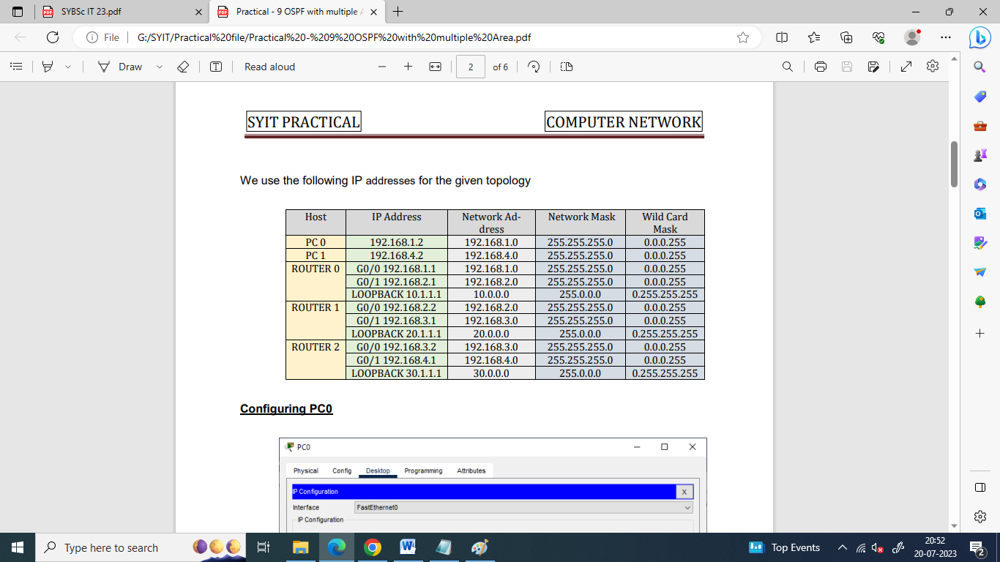 SYBSc IT 23.pdf
Practical - 9 OSPF with multiple A
File
G:/SYIT/Practical%20file/Practical%20-%209%20OSPF%20with%20multiple%20Area.pdf
Draw
Read aloud
2
of 6
SYIT PRACTICAL
COMPUTER NETWORK
We use the following IP addresses for the given topology
Host IP Address Network Ad- Network Mask Wild Card
dress Mask
PC 0 192.168.1.2 192.168.1.0 255.255.255.0 0.0.0.255
PC 1 192.168.4.2 192.168.4.0 255.255.255.0 0.0.0.255
ROUTER 0 G0/0 192.168.1.1 192.168.1.0 255.255.255.0 0.0.0.255
G0/1 192.168.2.1 192.168.2.0 255.255.255.0 0.0.0.255
LOOPBACK 10.1.1.1 10.0.0.0 255.0.0.0 0.255.255.255
ROUTER 1 G0/0 192.168.2.2 192.168.2.0 255.255.255.0 0.0.0.255
G0/1 192.168.3.1 192.168.3.0 255.255.255.0 0.0.0.255
LOOPBACK 20.1.1.1 20.0.0.0 255.0.0.0 0.255.255.255
ROUTER 2 G0/0 192.168.3.2 192.168.3.0 255.255.255.0 0.0.0.255
G0/1 192.168.4.1 192.168.4.0 255.255.255.0 0.0.0.255
LOOPBACK 30.1.1.1 30.0.0.0 255.0.0.0 0.255.255.255
Configuring PC0
PC0
Physical Config Desktop Programming Attributes
IP Configuration X
Interface FastEthernet0
IP Configuration
Type here to search
Top Events
20:52
20-07-2023
2